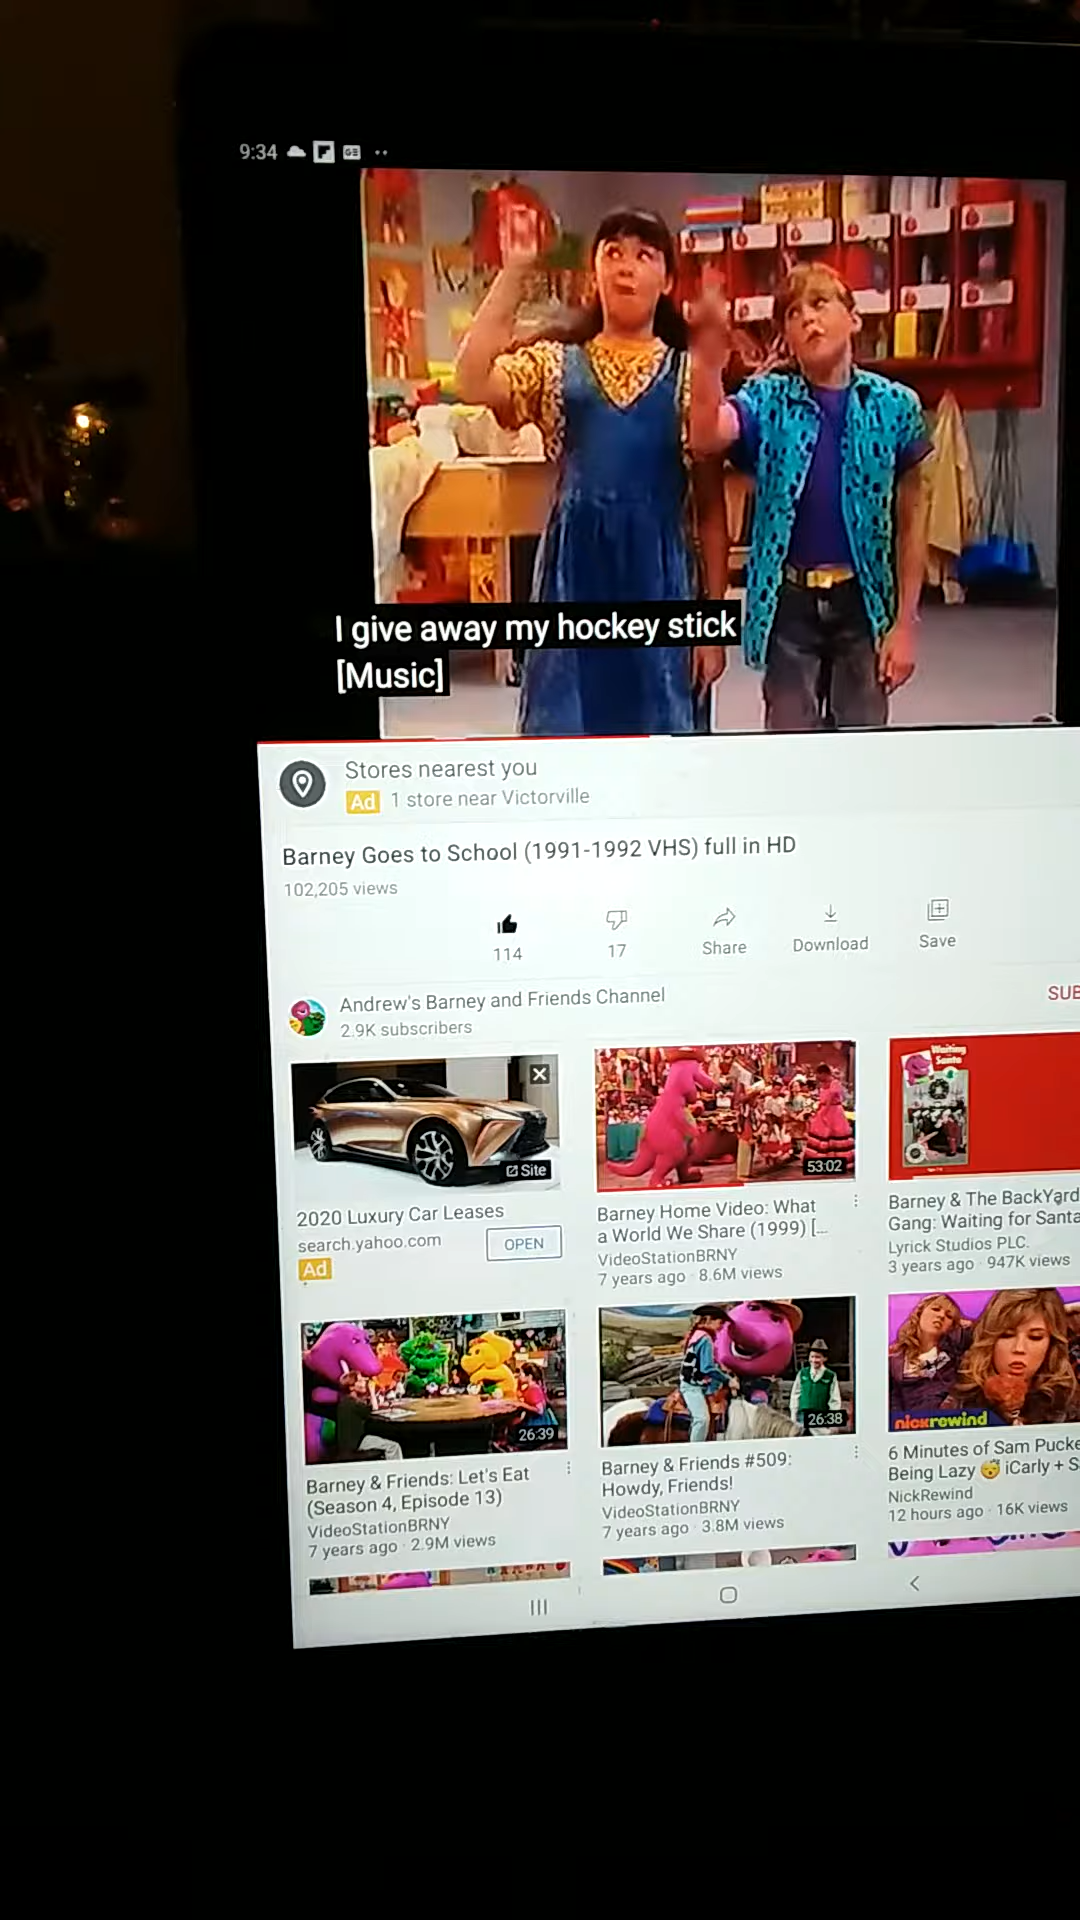 9:34
GE
I give away my hockey stick
[Music]
Stores nearest you
Ad 1 store near Victorville
Barney Goes to School (1991-1992 VHS) full in HD
102,205 views
114
17
Share
Download
Save
Andrew's Barney and Friends Channel
2.9K subscribers
SUB
Site
2020 Luxury Car Leases
search.yahoo.com
OPEN
Ad
53:02
Barney Home Video: What
a World We Share (1999) [...
VideoStationBRNY
7 years ago · 8.6M views
Waiting
Santa
Barney & The BackYard
Gang: Waiting for Santa
Lyrick Studios PLC.
3 years ago · 947K views
26:39
Barney & Friends: Let's Eat
(Season 4, Episode 13)
VideoStationBRNY
7 years ago · 2.9M views
26:38
Barney & Friends #509:
Howdy, Friends!
VideoStationBRNY
7 years ago · 3.8M views
nickrewind
6 Minutes of Sam Pucke
Being Lazy 😴 iCarly + S
NickRewind
12 hours ago · 16K views